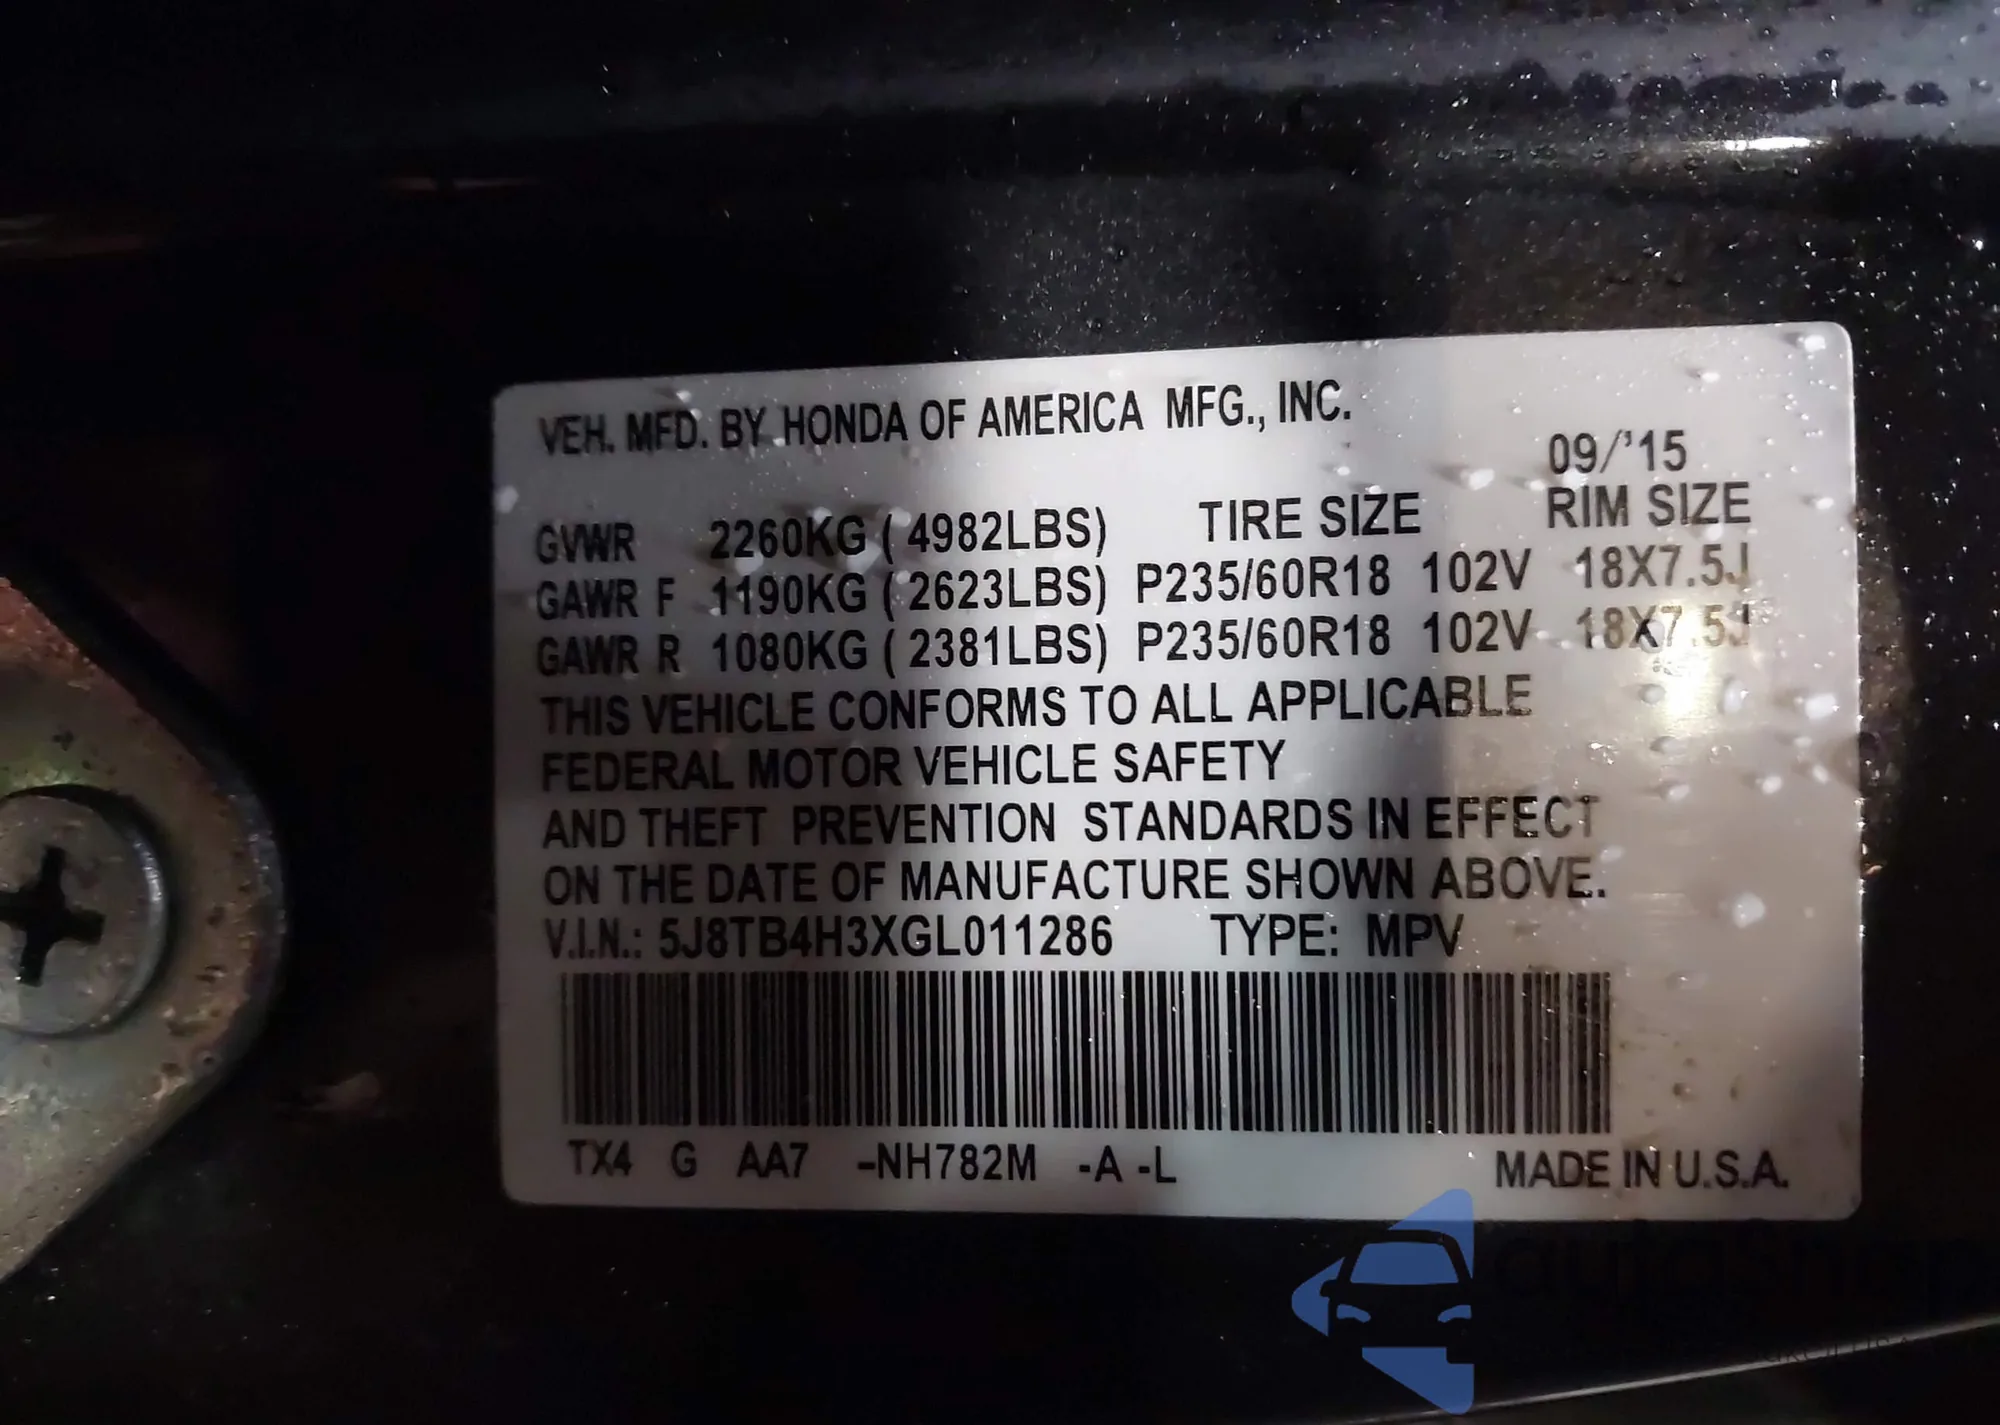 VEH. MFD. BY HONDA OF AMERICA MFG., INC.
09/'15
GVWR 2260KG ( 4982LBS) TIRE SIZE RIM SIZE
GAWR F 1190KG ( 2623LBS) P235/60R18 102V 18X7.5J
GAWR R 1080KG ( 2381LBS) P235/60R18 102V 18X7.5J
THIS VEHICLE CONFORMS TO ALL APPLICABLE
FEDERAL MOTOR VEHICLE SAFETY
AND THEFT PREVENTION STANDARDS IN EFFECT
ON THE DATE OF MANUFACTURE SHOWN ABOVE.
V.I.N.: 5J8TB4H3XGL011286 TYPE: MPV
TX4 G AA7 -NH782M -A -L MADE IN U.S.A.